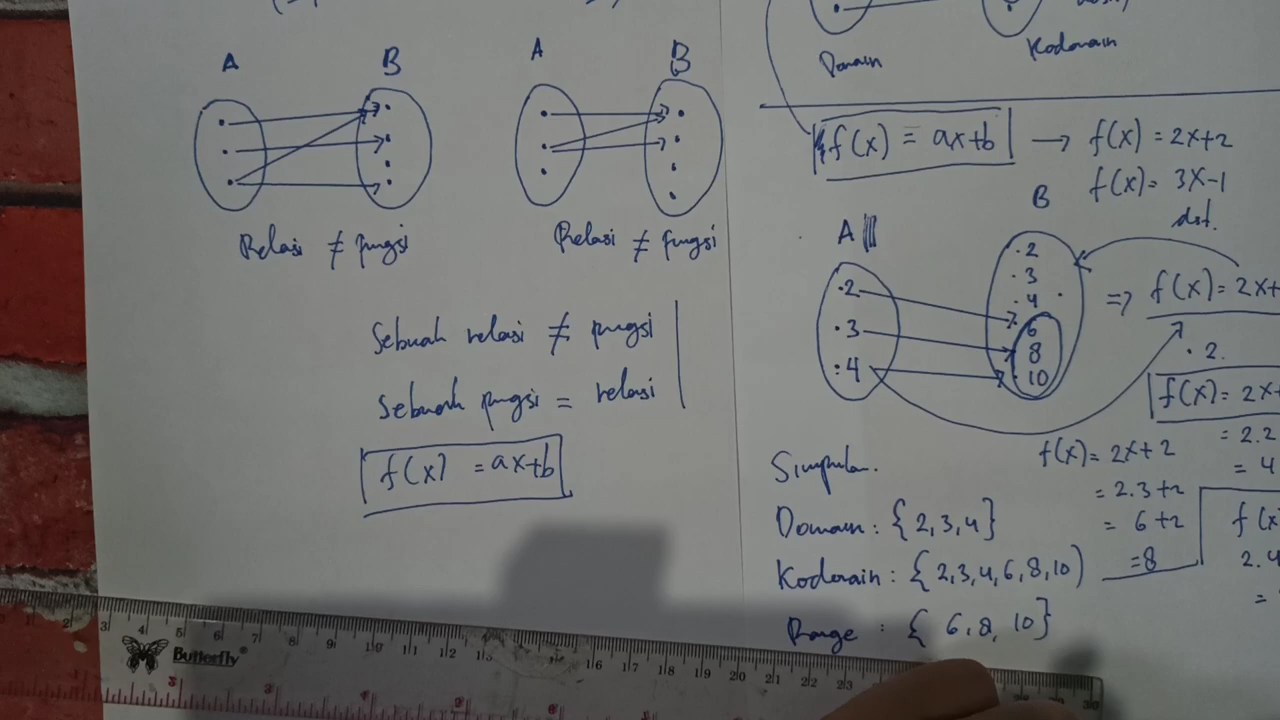 Domain
Kodomain
A
B
Relasi ≠ fungsi
A
B
Relasi ≠ fungsi
Sebuah relasi ≠ fungsi
Sebuah fungsi = relasi
f(x) = ax+b
f(x) = ax+b → f(x) = 2x+2
f(x) = 3x-1
dst.
A
B
·2
·3
·4
·2
·3
·4
6
8
10
⇒ f(x) = 2x+
·2.
f(x) = 2x+
= 2.2
= 4
f(x) = 2x+2
= 2.3+2
= 6+2
=8
f(x
2.4
=
Simpulan.
Domain : {2,3,4}
Kodomain : {2,3,4,6,8,10)
Range : {6,8,10}
Butterfly®